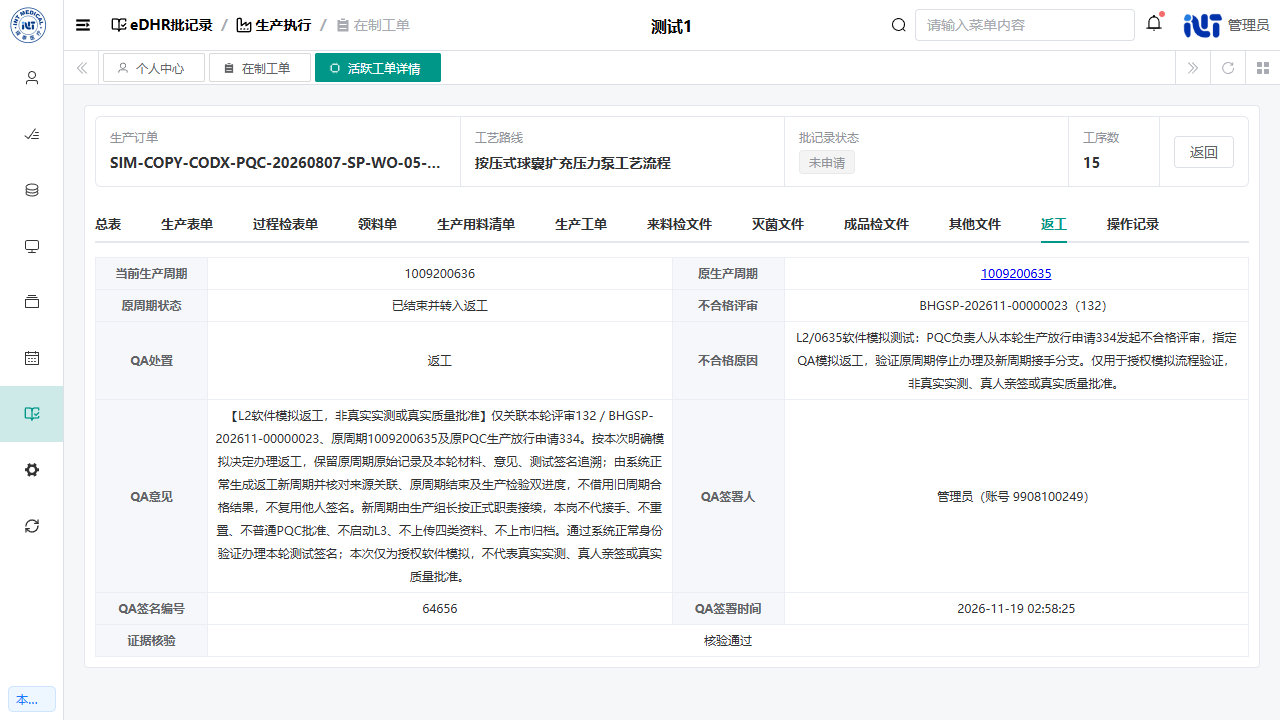 eDHR批记录 / 生产执行 / 在制工单
测试1
请输入菜单内容
管理员
个人中心
在制工单
活跃工单详情
生产订单
SIM-COPY-CODX-PQC-20260807-SP-WO-05-...
工艺路线
按压式球囊扩充压力泵工艺流程
批记录状态
未申请
工序数
15
返回
总表 生产表单 过程检表单 领料单 生产用料清单 生产工单 来料检文件 灭菌文件 成品检文件 其他文件 返工 操作记录
当前生产周期 1009200636 原生产周期 1009200635
原周期状态 已结束并转入返工 不合格评审 BHGSP-202611-00000023（132）
QA处置 返工 不合格原因
L2/0635软件模拟测试：PQC负责人从本轮生产放行申请334发起不合格评审，指定
QA模拟返工，验证原周期停止办理及新周期接手分支。仅用于授权模拟流程验证，
非真实实测、真人亲签或真实质量批准。
QA意见
【L2软件模拟返工，非真实实测或真实质量批准】仅关联本轮评审132 / BHGSP-
202611-00000023、原周期1009200635及原PQC生产放行申请334。按本次明确模
拟决定办理返工，保留原周期原始记录及本轮材料、意见、测试签名追溯；由系统正
常生成返工新周期并核对来源关联、原周期结束及生产检验双进度，不借用旧周期合
格结果，不复用他人签名。新周期由生产组长按正式职责接续，本岗不代接手、不重
置、不普通PQC批准、不启动L3、不上传四类资料、不上市归档。通过系统正常身份
验证办理本轮测试签名；本次仅为授权软件模拟，不代表真实实测、真人亲签或真实
质量批准。
QA签署人 管理员（账号 9908100249）
QA签名编号 64656 QA签署时间 2026-11-19 02:58:25
证据核验 核验通过
本...